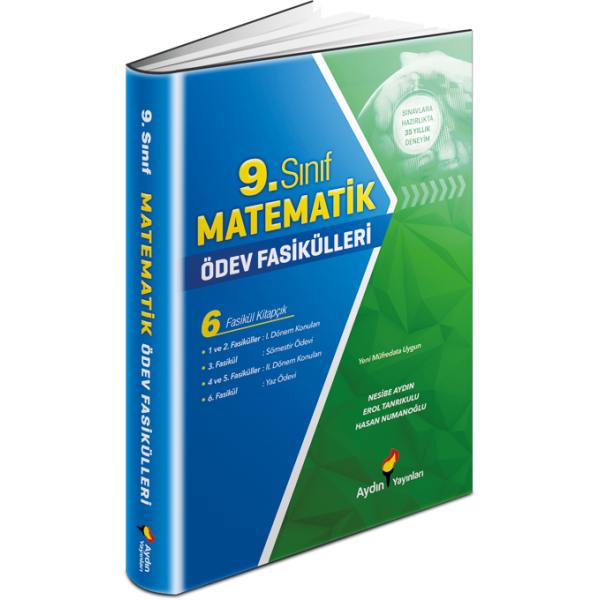 9. Sınıf MATEMATİK ÖDEV FASİKÜLLERİ
Aydın
Yayınları
SINAVLARA
HAZIRLIKTA
35 YILLIK
DENEYİM
9. Sınıf
MATEMATİK
ÖDEV FASİKÜLLERİ
6 Fasikül Kitapçık
• 1 ve 2. Fasiküller : I. Dönem Konuları
• 3. Fasikül : Sömestir Ödevi
• 4 ve 5. Fasiküller : II. Dönem Konuları
• 6. Fasikül : Yaz Ödevi
Yeni Müfredata Uygun
NESİBE AYDIN
EROL TANRIKULU
HASAN NUMANOĞLU
Aydın Yayınları